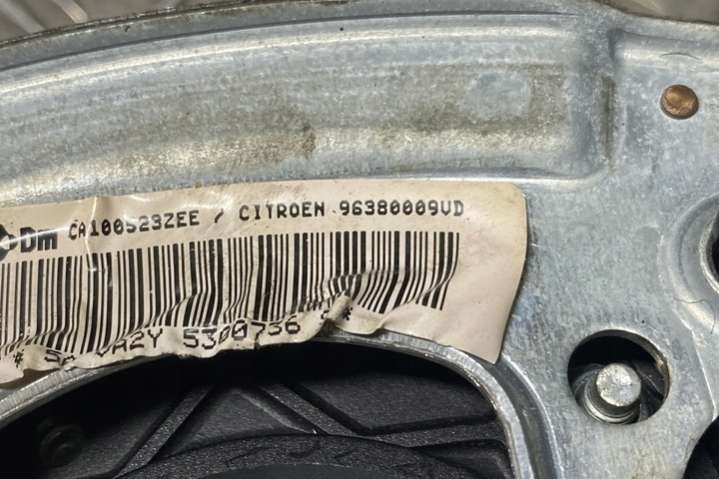 Dm CA100523ZEE / CITROEN 96380009VD
VA2Y 5300736 *